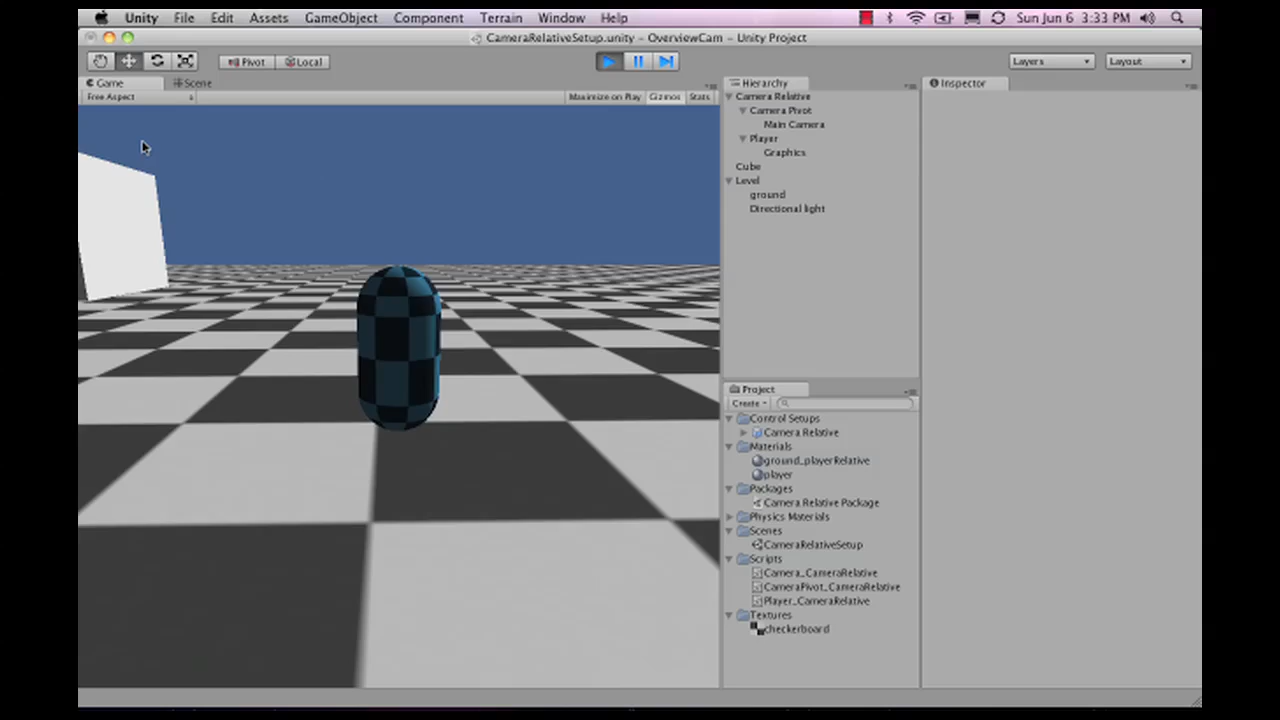 Unity File Edit Assets GameObject Component Terrain Window Help Sun Jun 6 3:33 PM
CameraRelativeSetup.unity – OverviewCam – Unity Project
Pivot Local Layers Layout
Game Scene
Free Aspect Maximize on Play Gizmos Stats
Hierarchy
Camera Relative
Camera Pivot
Main Camera
Player
Graphics
Cube
Level
ground
Directional light
Project
Create
Control Setups
Camera Relative
Materials
ground_playerRelative
player
Packages
Camera Relative Package
Physics Materials
Scenes
CameraRelativeSetup
Scripts
Camera_CameraRelative
CameraPivot_CameraRelative
Player_CameraRelative
Textures
checkerboard
Inspector